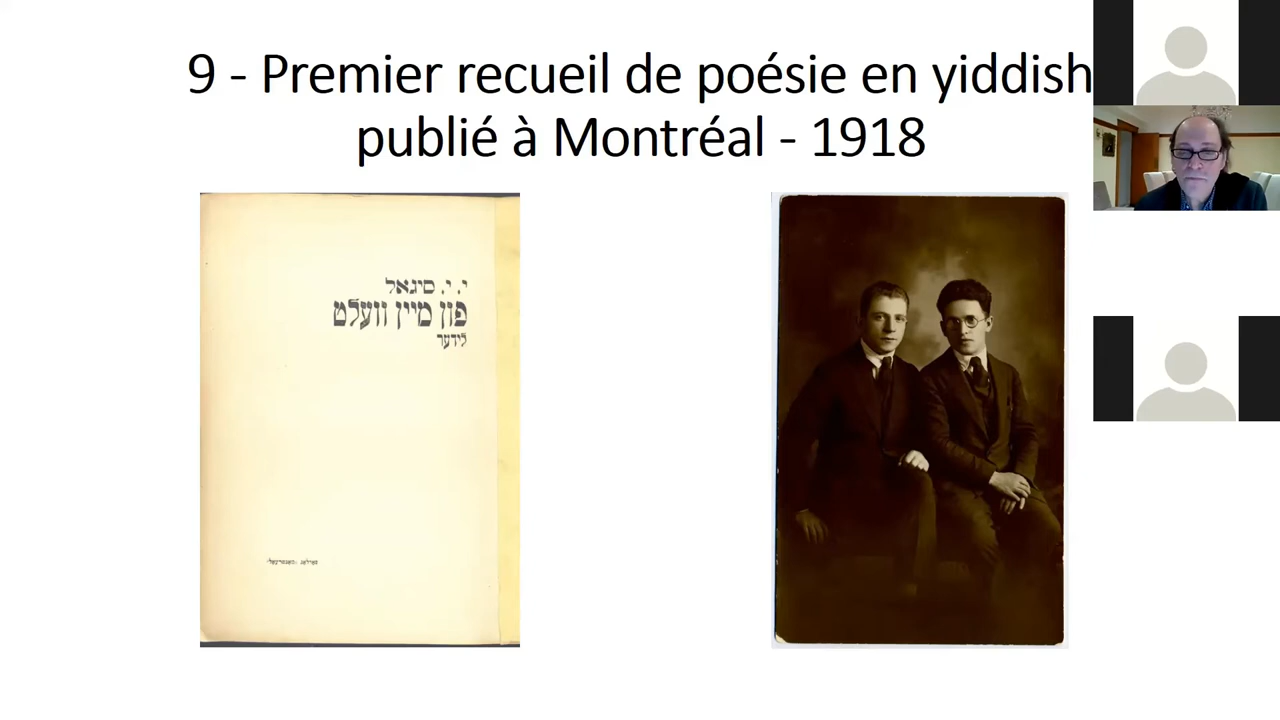 9 - Premier recueil de poésie en yiddish
publié à Montréal - 1918
י. י. סיגאל
פון מיין וועלט
לידער